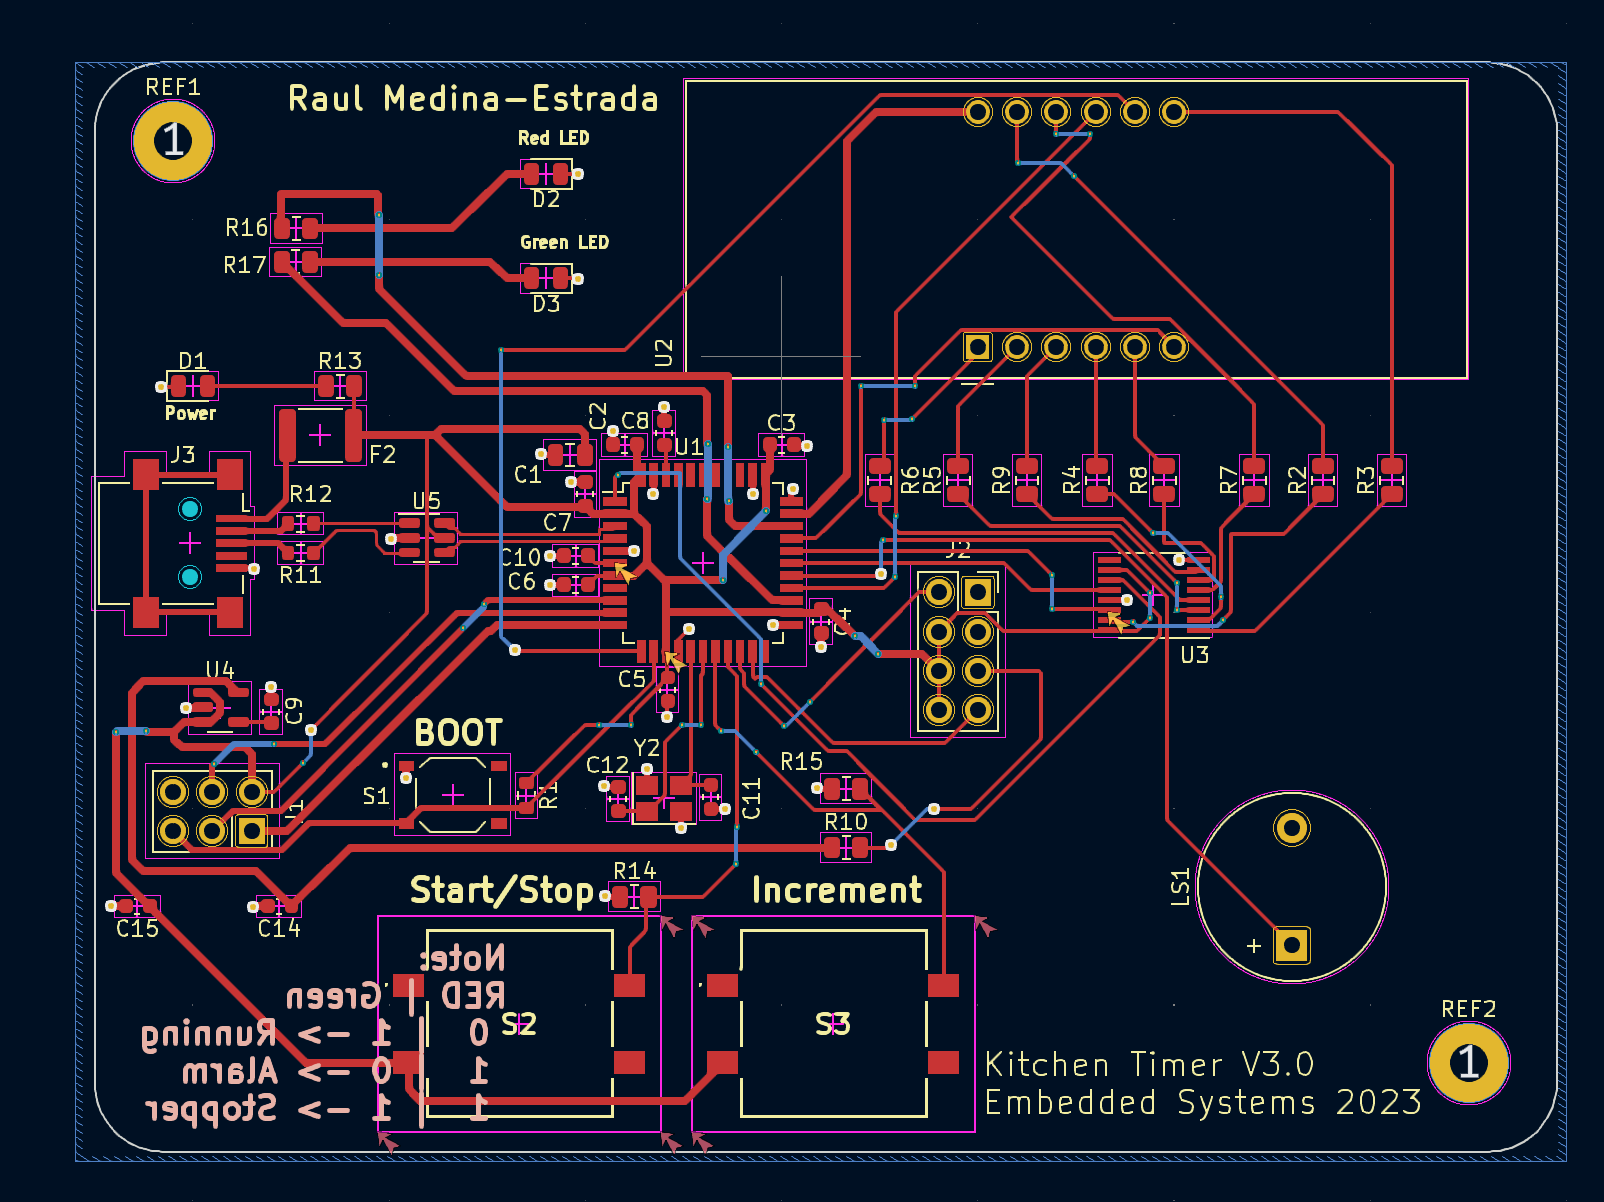 REF1
1
Raul Medina-Estrada
Red LED
D2
R16
R17
Green LED
D3
U2
D1
R13
Power
F2
J3
C2
C8
U1
C3
C1
R12
U5
C7
R6
R5
R9
R4
R8
R7
R2
R3
C10
R11
C6
J2
C4
U3
U4
C5
C9
BOOT
Y2
R15
C12
S1
R1
C11
J1
R10
R14
Start/Stop
Increment
LS1
+
C15
C14
Note:
RED | Green
0 | 1 -> Running
1 | 0 -> Alarm
1 | 1 -> Stopper
S2
S3
REF2
1
Kitchen Timer V3.0
Embedded Systems 2023